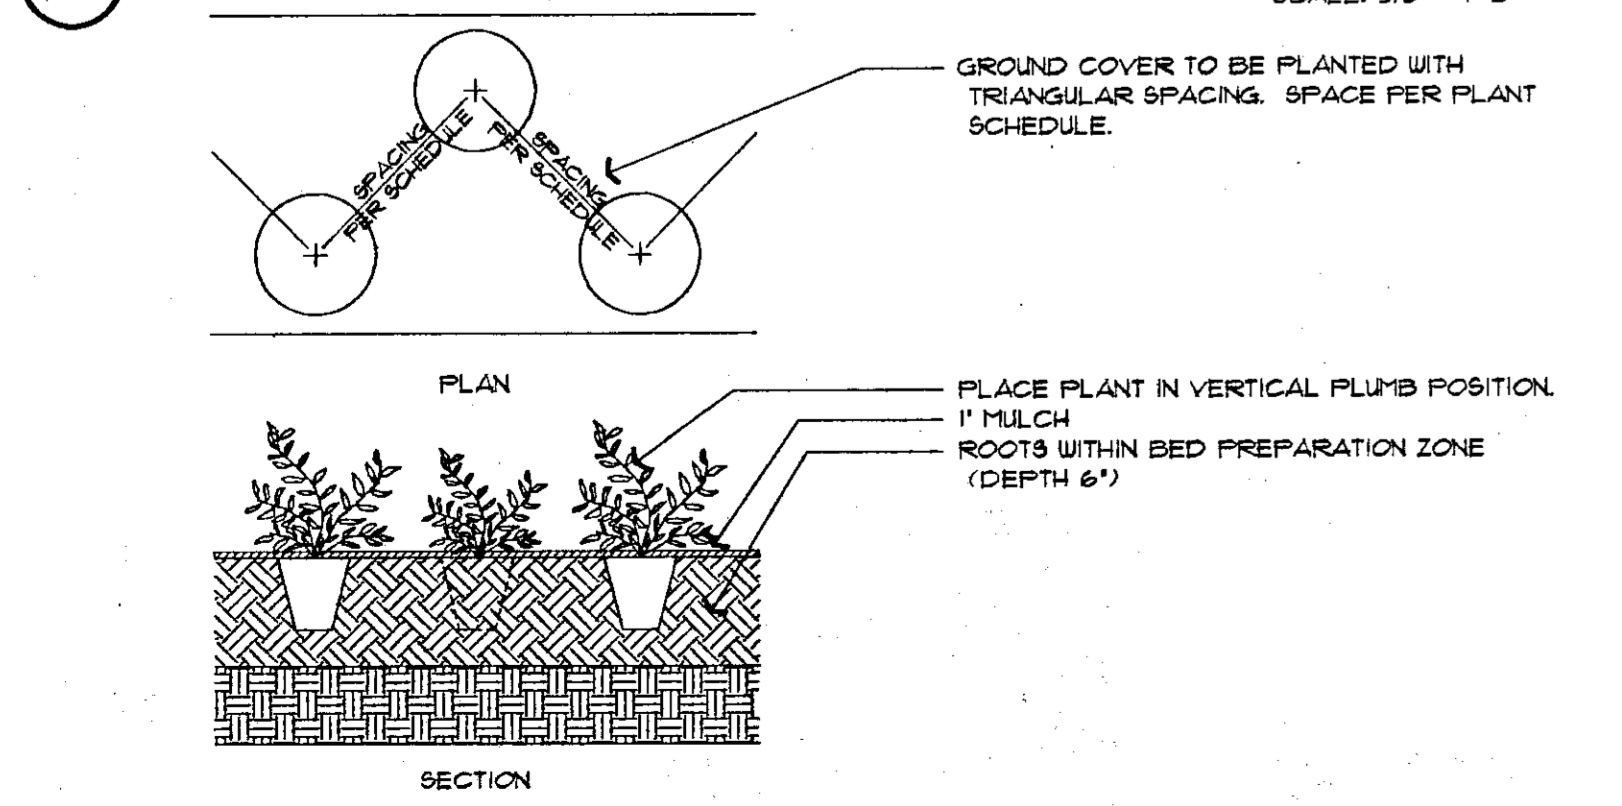 GROUND COVER TO BE PLANTED WITH
TRIANGULAR SPACING. SPACE PER PLANT
SCHEDULE.
SPACING
PER SCHEDULE
SPACING
PER SCHEDULE
PLAN
PLACE PLANT IN VERTICAL PLUMB POSITION.
1" MULCH
ROOTS WITHIN BED PREPARATION ZONE
(DEPTH 6")
SECTION